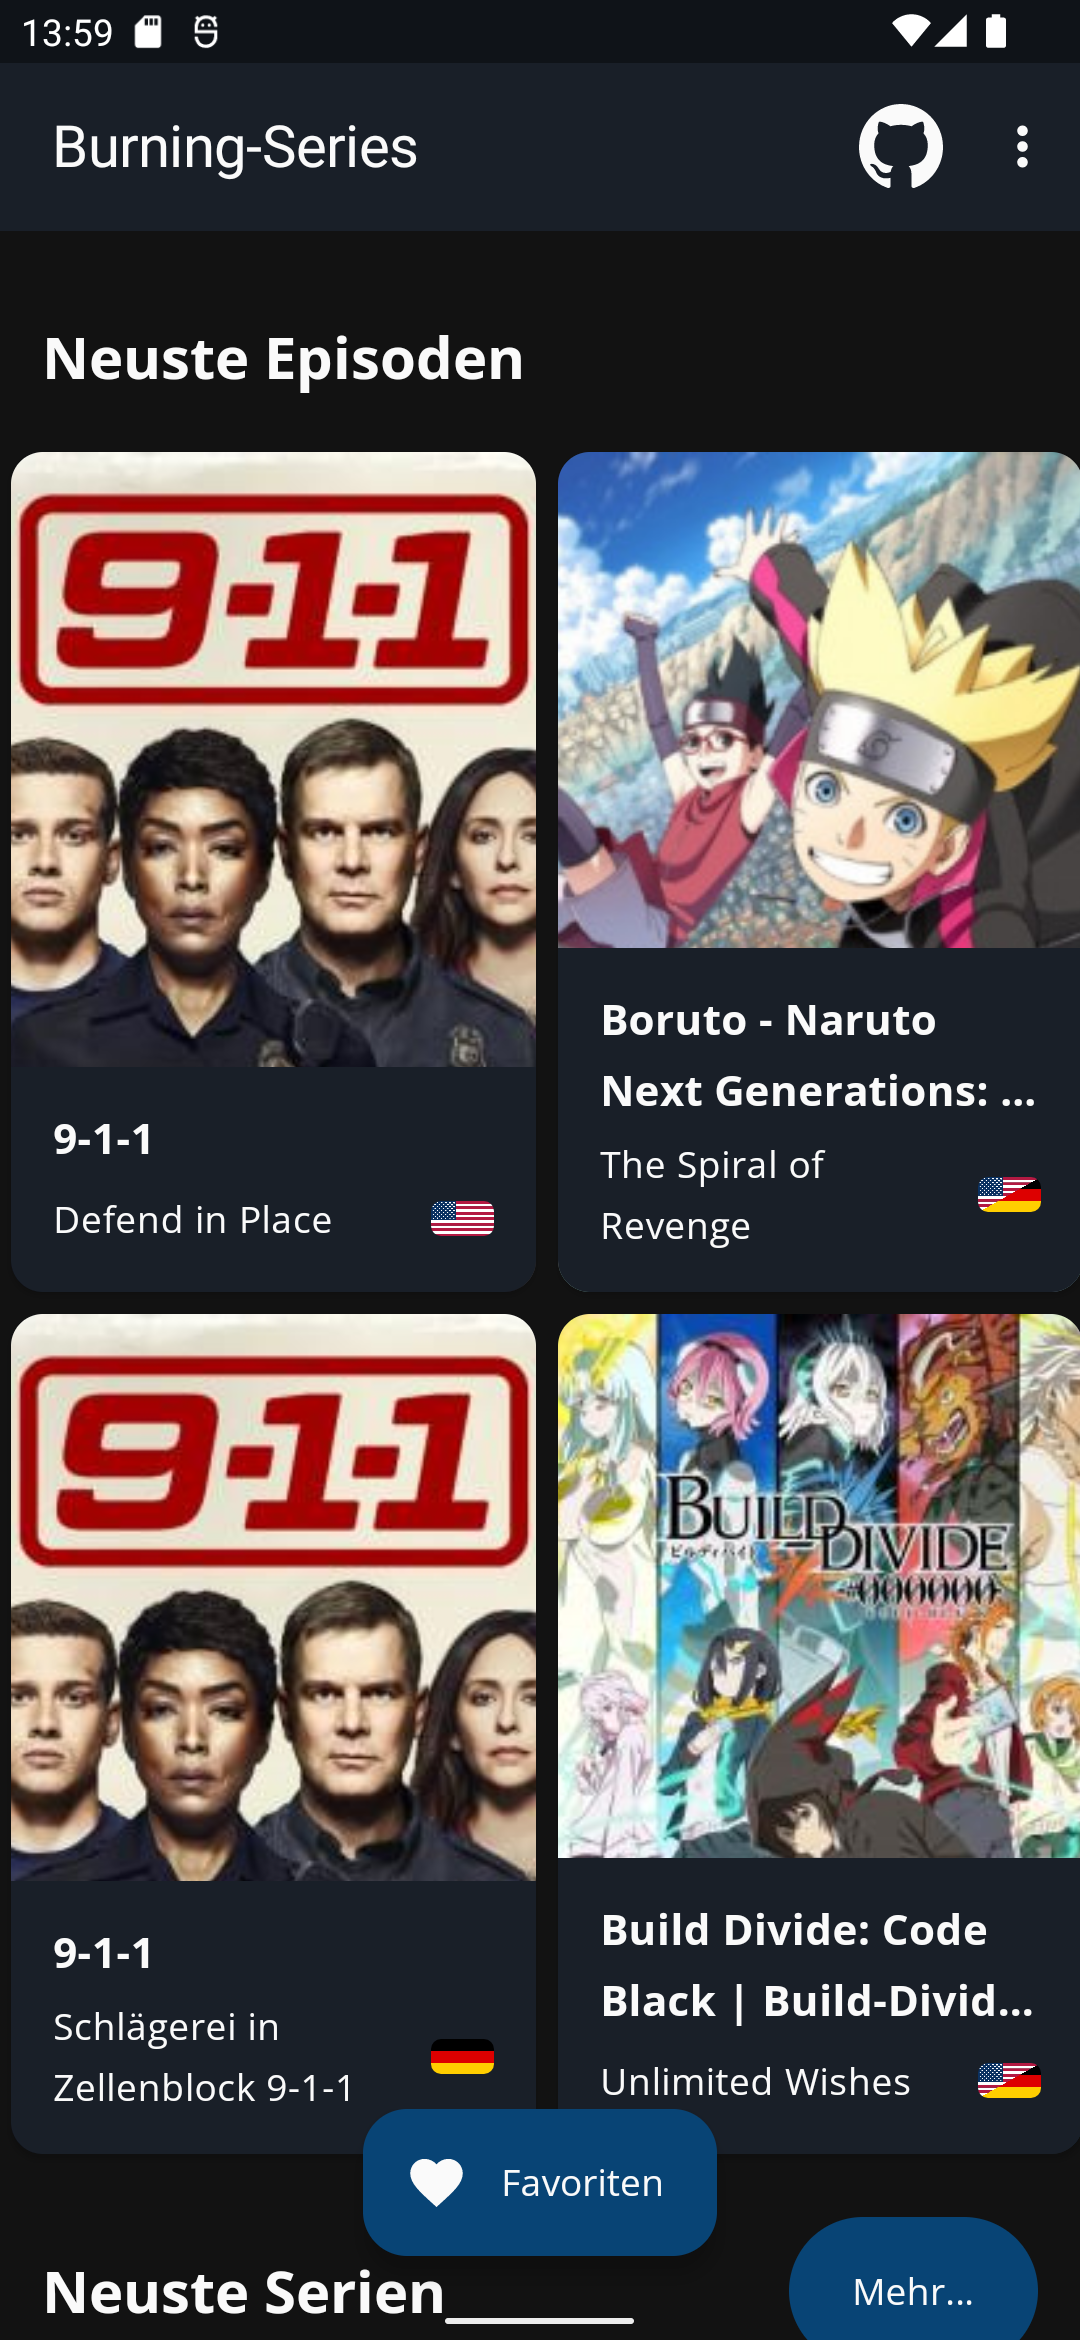 13:59
Burning-Series
Neuste Episoden
9-1-1
9-1-1
Defend in Place
Boruto - Naruto
Next Generations: ...
The Spiral of
Revenge
9-1-1
9-1-1
Schlägerei in
Zellenblock 9-1-1
BUILD
DIVIDE
Build Divide: Code
Black | Build-Divid...
Unlimited Wishes
Favoriten
Neuste Serien
Mehr...